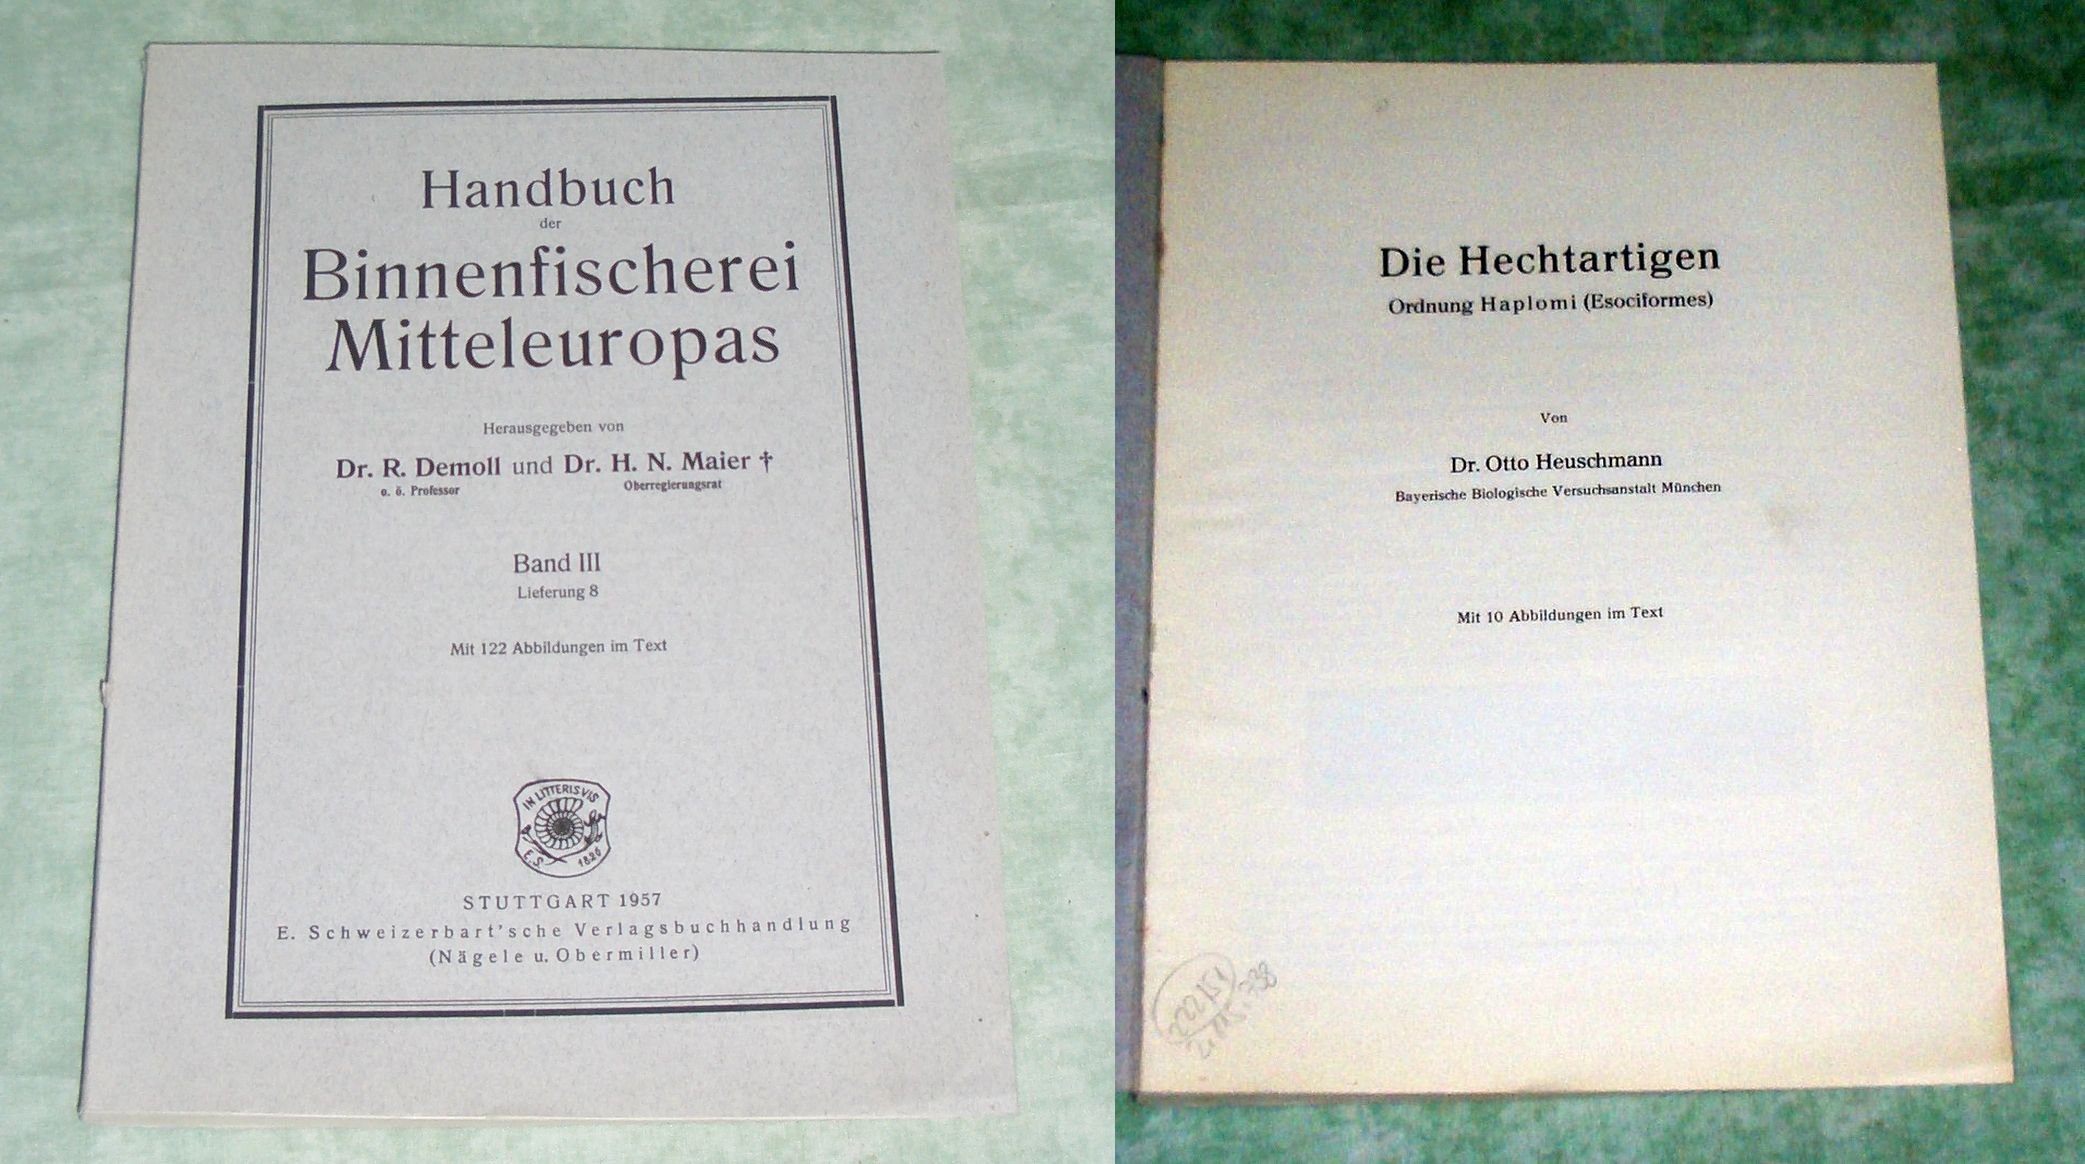 Handbuch
der
Binnenfischerei
Mitteleuropas
Herausgegeben von
Dr. R. Demoll und Dr. H. N. Maier †
o. ö. Professor Oberregierungsrat
Band III
Lieferung 8
Mit 122 Abbildungen im Text
IN LITTERIS VIS
E. S. 1826
STUTTGART 1957
E. Schweizerbart'sche Verlagsbuchhandlung
(Nägele u. Obermiller)
Die Hechtartigen
Ordnung Haplomi (Esociformes)
Von
Dr. Otto Heuschmann
Bayerische Biologische Versuchsanstalt München
Mit 10 Abbildungen im Text